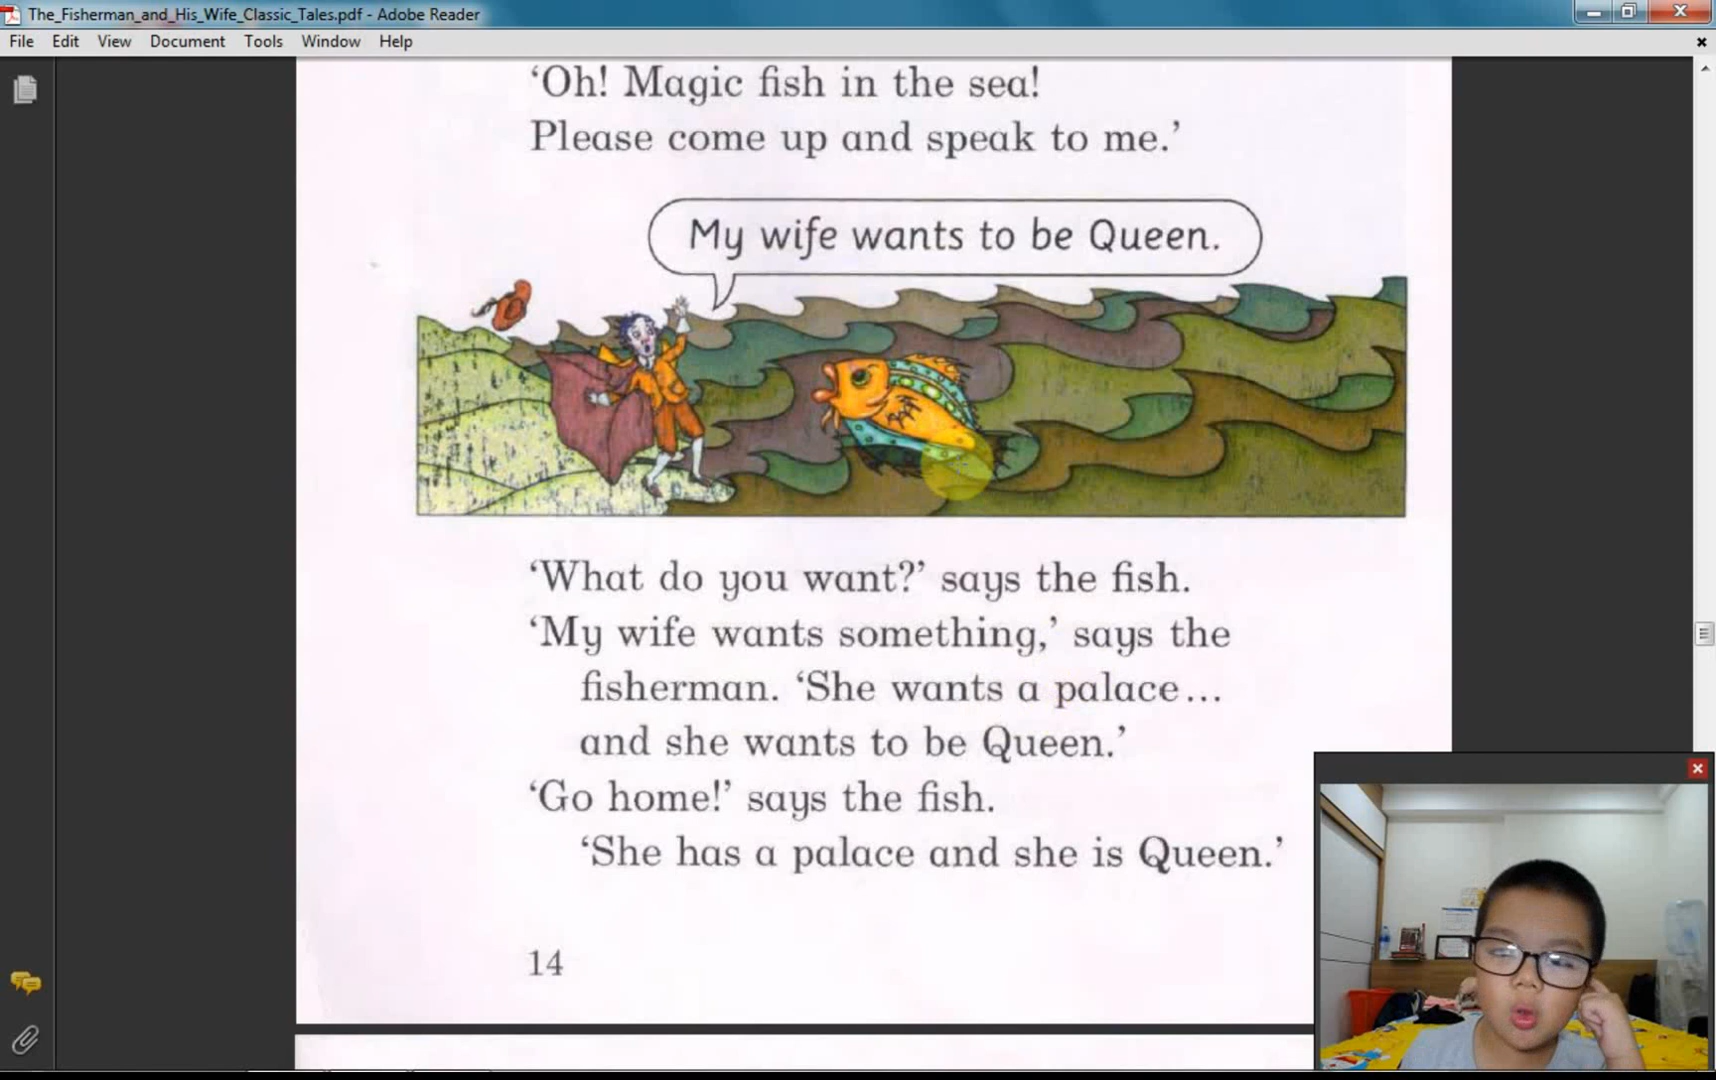 The_Fisherman_and_His_Wife_Classic_Tales.pdf - Adobe Reader
File Edit View Document Tools Window Help
‘Oh! Magic fish in the sea!
Please come up and speak to me.’
My wife wants to be Queen.
‘What do you want?’ says the fish.
‘My wife wants something,’ says the
fisherman. ‘She wants a palace...
and she wants to be Queen.’
‘Go home!’ says the fish.
‘She has a palace and she is Queen.’
14